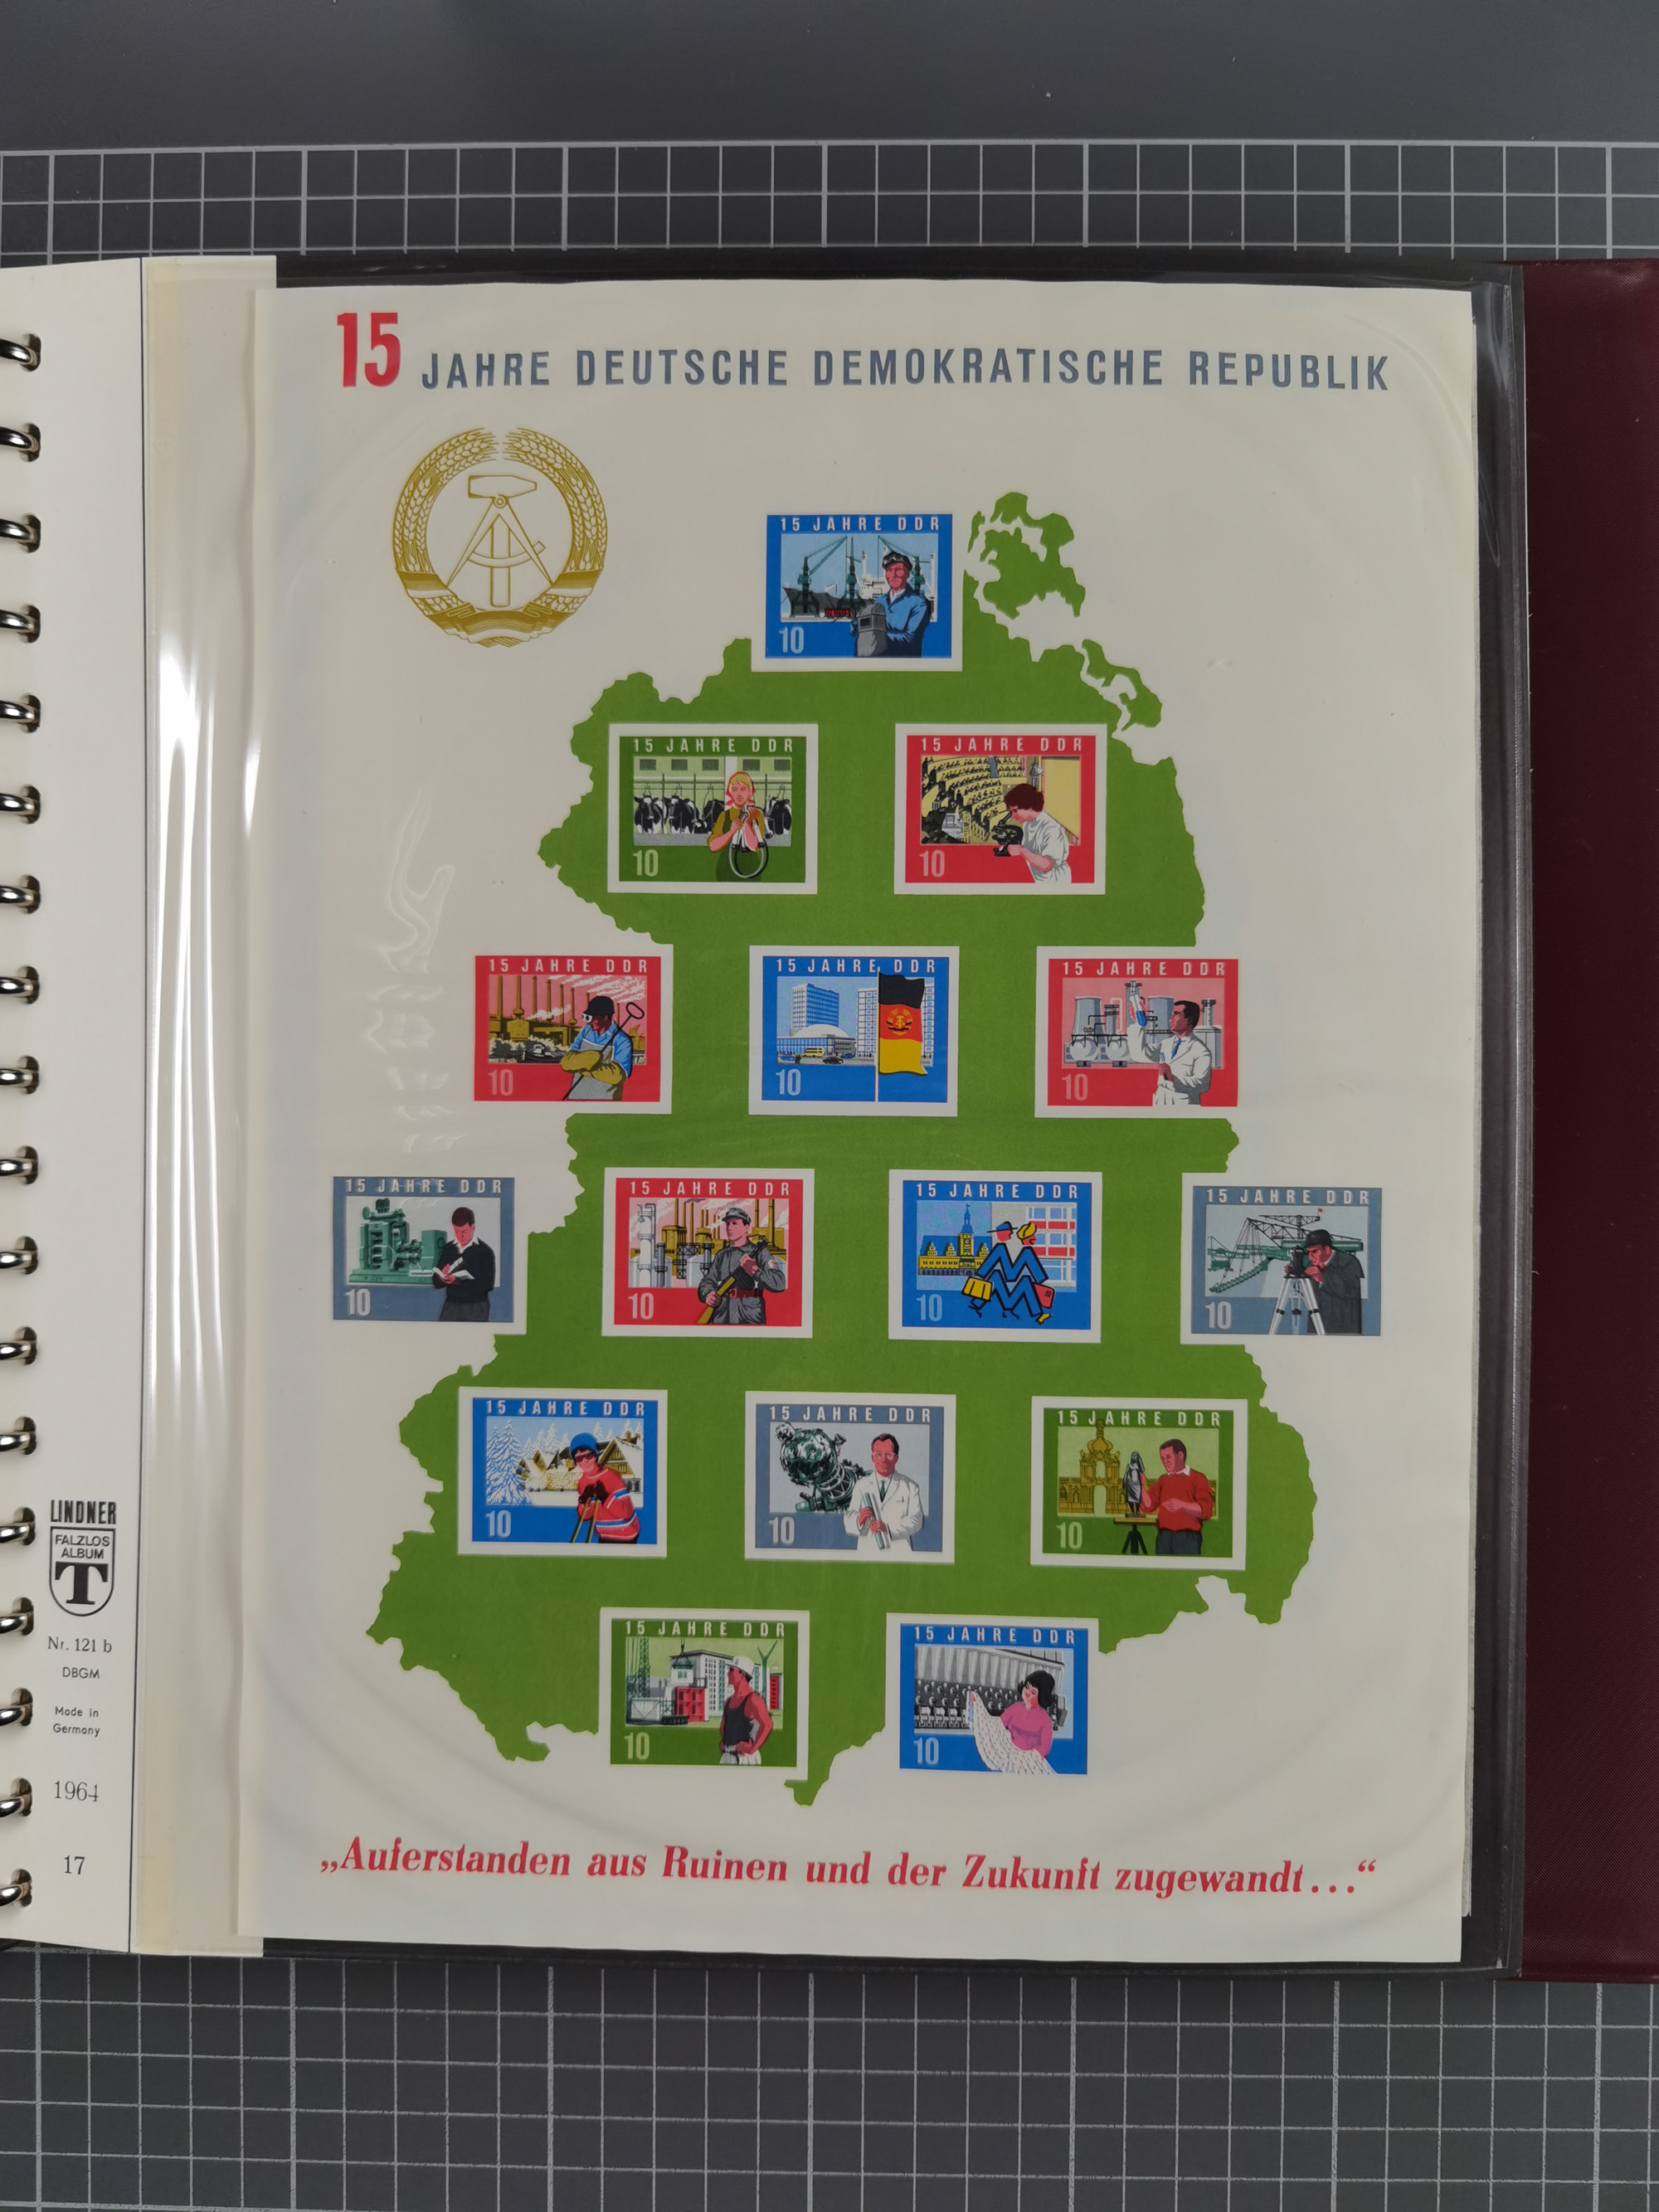 15 JAHRE DEUTSCHE DEMOKRATISCHE REPUBLIK
15 JAHRE DDR
10
15 JAHRE DDR
10
15 JAHRE DDR
10
15 JAHRE DDR
10
15 JAHRE DDR
10
15 JAHRE DDR
10
15 JAHRE DDR
10
15 JAHRE DDR
10
15 JAHRE DDR
10
15 JAHRE DDR
10
15 JAHRE DDR
10
15 JAHRE DDR
10
15 JAHRE DDR
10
15 JAHRE DDR
10
15 JAHRE DDR
10
„Auferstanden aus Ruinen und der Zukunft zugewandt...“
LINDNER
FALZLOS
ALBUM
T
Nr. 121 b
DBGM
Made in
Germany
1964
17